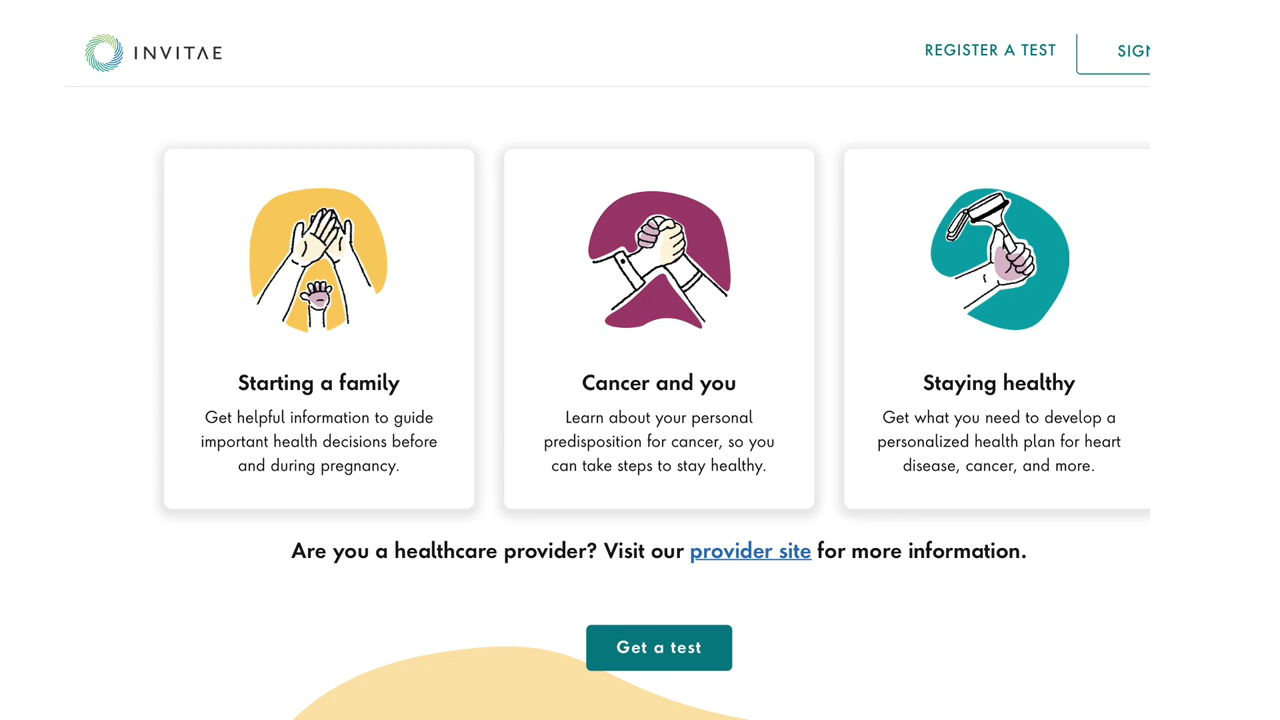 INVITAE
REGISTER A TEST
SIGN
Starting a family
Get helpful information to guide
important health decisions before
and during pregnancy.
Cancer and you
Learn about your personal
predisposition for cancer, so you
can take steps to stay healthy.
Staying healthy
Get what you need to develop a
personalized health plan for heart
disease, cancer, and more.
Are you a healthcare provider? Visit our provider site for more information.
Get a test